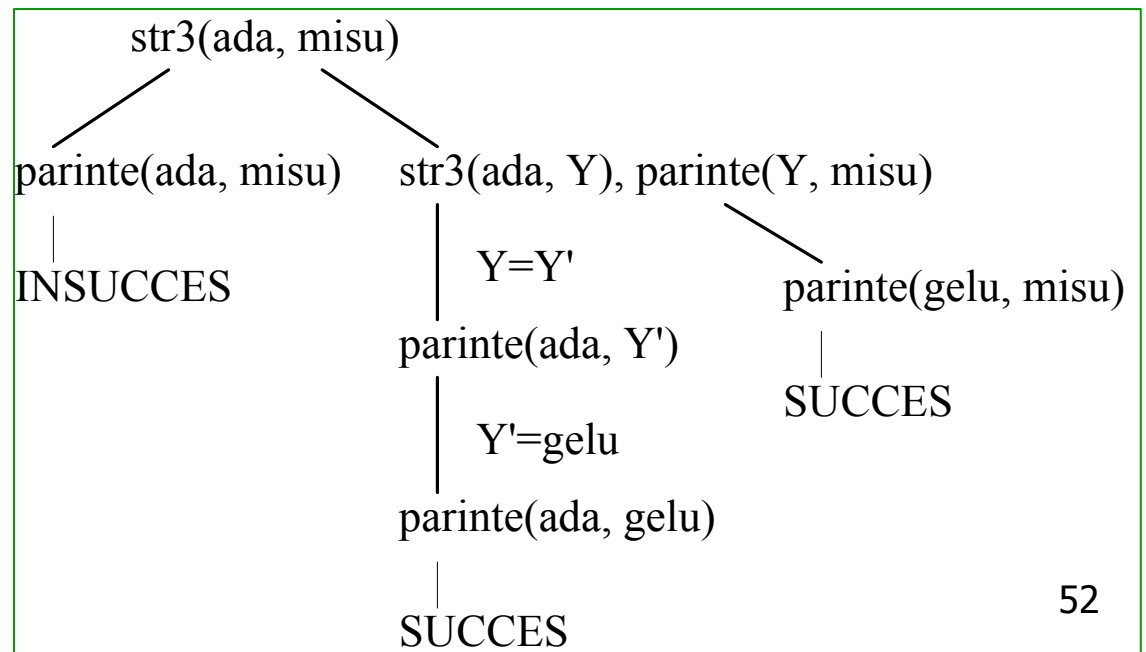 str3(ada, misu)
parinte(ada, misu)
str3(ada, Y), parinte(Y, misu)
INSUCCES
Y=Y'
parinte(gelu, misu)
parinte(ada, Y')
SUCCES
Y'=gelu
parinte(ada, gelu)
SUCCES
52